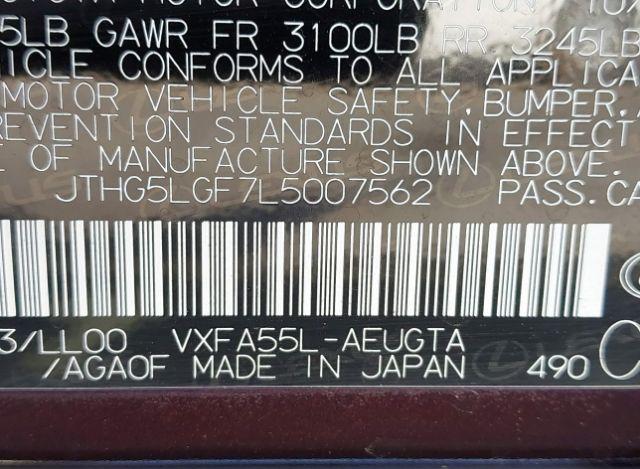 CORPORATION
5LB GAWR FR 3100LB RR 3245LB
ICLE CONFORMS TO ALL APPLICA
MOTOR VEHICLE SAFETY, BUMPER,
REVENTION STANDARDS IN EFFECT
E OF MANUFACTURE SHOWN ABOVE.
JTHG5LGF7L5007562 PASS.CA
3/LL00 VXFA55L-AEUGTA
/AGA0F MADE IN JAPAN 490 C